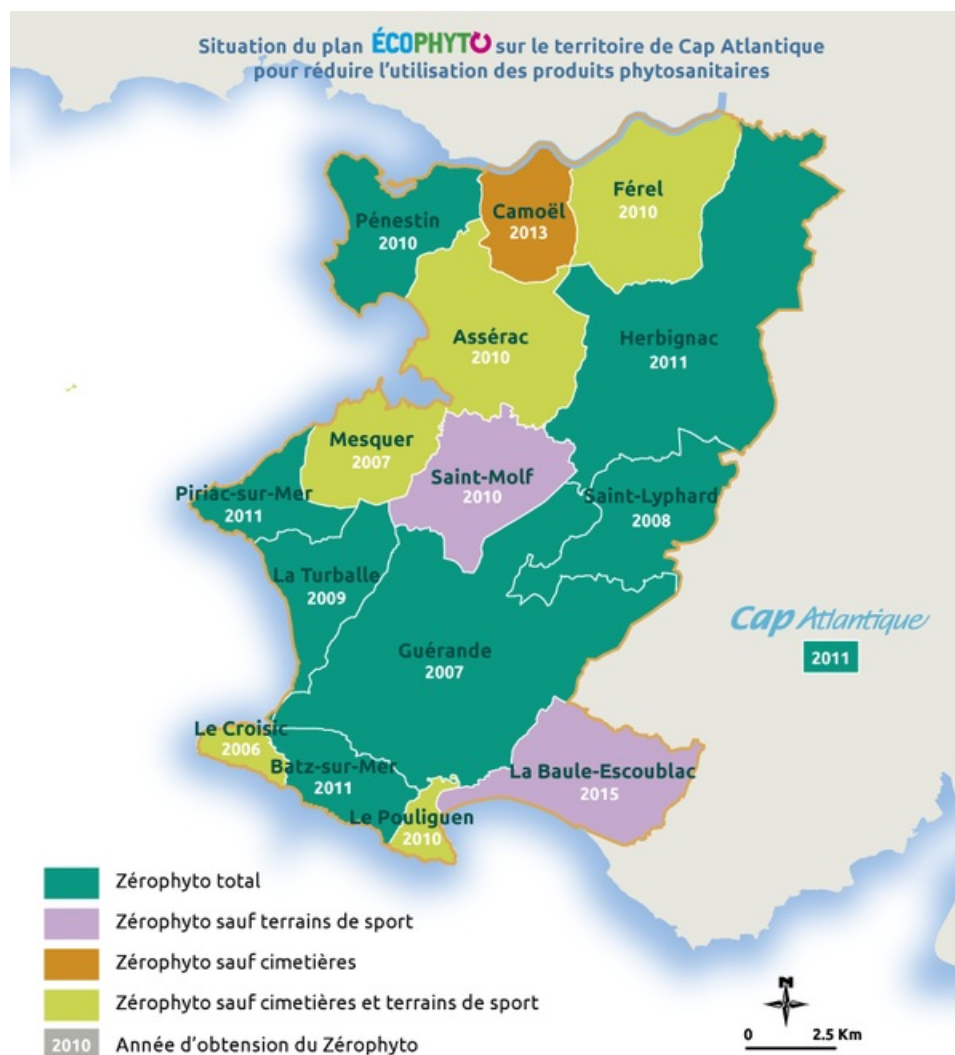 Situation du plan ÉCOPHYTO sur le territoire de Cap Atlantique
pour réduire l'utilisation des produits phytosanitaires
Pénestin
2010
Camoël
2013
Férel
2010
Assérac
2010
Herbignac
2011
Mesquer
2007
Saint-Molf
2010
Piriac-sur-Mer
2011
Saint-Lyphard
2008
La Turballe
2009
Guérande
2007
Cap Atlantique
2011
Le Croisic
2006
Batz-sur-Mer
2011
Le Pouliguen
2010
La Baule-Escoublac
2015
Zérophyto total
Zérophyto sauf terrains de sport
Zérophyto sauf cimetières
Zérophyto sauf cimetières et terrains de sport
2010 Année d'obtention du Zérophyto
N
0 2.5 Km